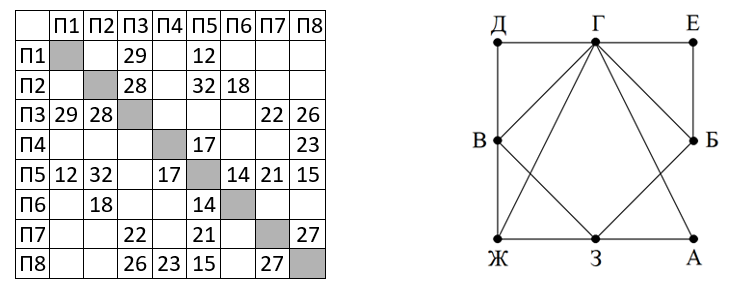 П1 П2 П3 П4 П5 П6 П7 П8
П1 29 12
П2 28 32 18
П3 29 28 22 26
П4 17 23
П5 12 32 17 14 21 15
П6 18 14
П7 22 21 27
П8 26 23 15 27
Д Г Е
В Б
Ж З А